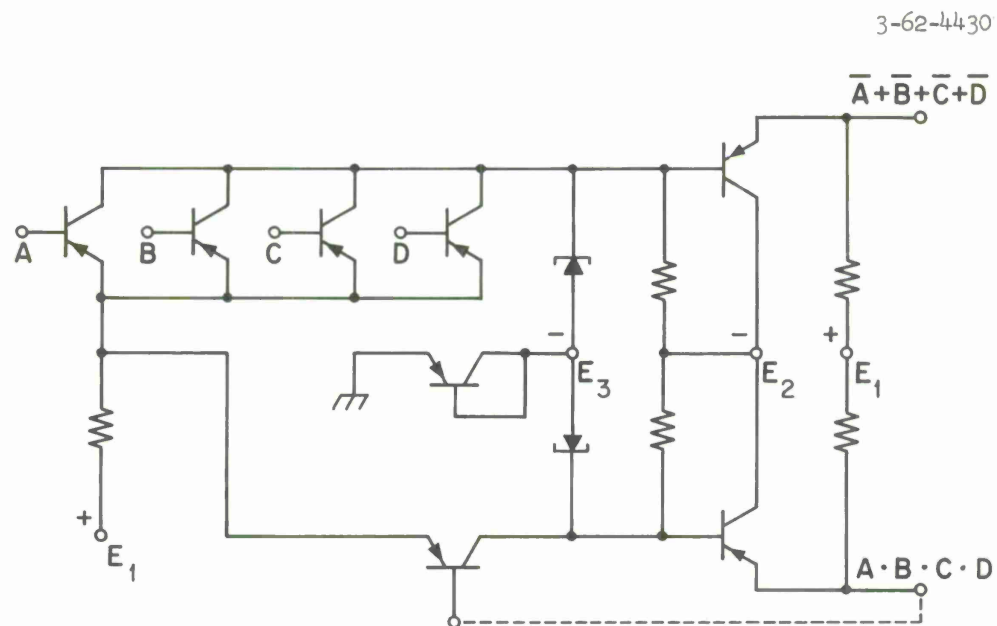 3-62-4430
A̅+B̅+C̅+D̅
A
B
C
D
−
E₃
−
E₂
+
E₁
+
E₁
A·B·C·D